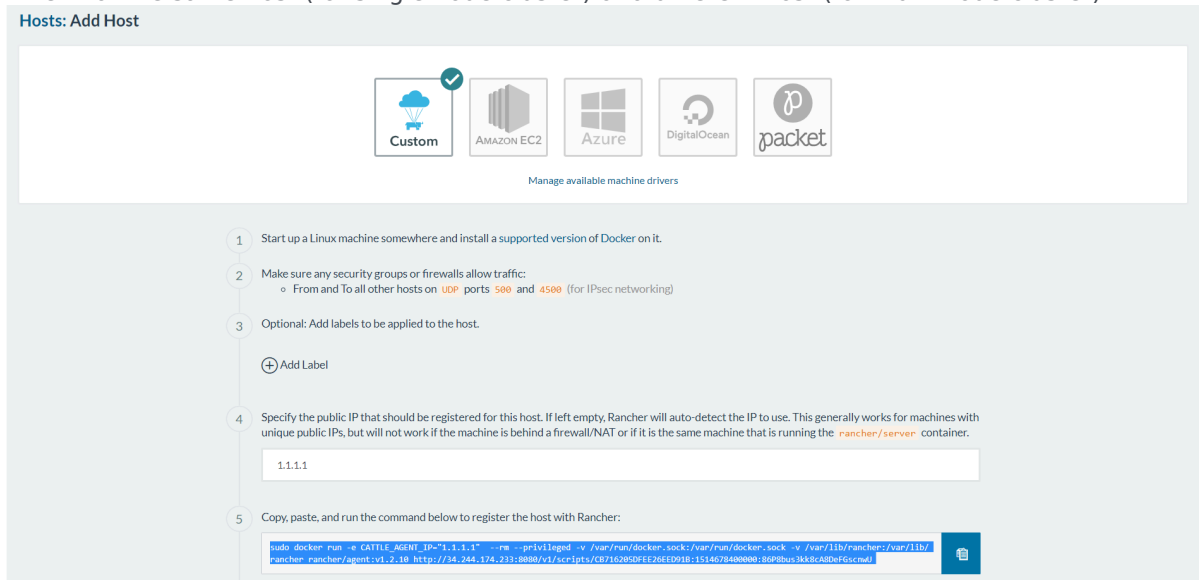 Hosts: Add Host
Custom
AMAZON EC2
Azure
DigitalOcean
packet
Manage available machine drivers
1 Start up a Linux machine somewhere and install a supported version of Docker on it.
2 Make sure any security groups or firewalls allow traffic:
◦ From and To all other hosts on UDP ports 500 and 4500 (for IPsec networking)
3 Optional: Add labels to be applied to the host.
+ Add Label
4 Specify the public IP that should be registered for this host. If left empty, Rancher will auto-detect the IP to use. This generally works for machines with
unique public IPs, but will not work if the machine is behind a firewall/NAT or if it is the same machine that is running the rancher/server container.
1.1.1.1
5 Copy, paste, and run the command below to register the host with Rancher:
sudo docker run -e CATTLE_AGENT_IP="1.1.1.1" --rm --privileged -v /var/run/docker.sock:/var/run/docker.sock -v /var/lib/rancher:/var/lib/
rancher rancher/agent:v1.2.10 http://34.244.174.233:8080/v1/scripts/CB716205DFEE26EED91B:1514678400000:86P8bus3kk8cA8DeFGscnwU